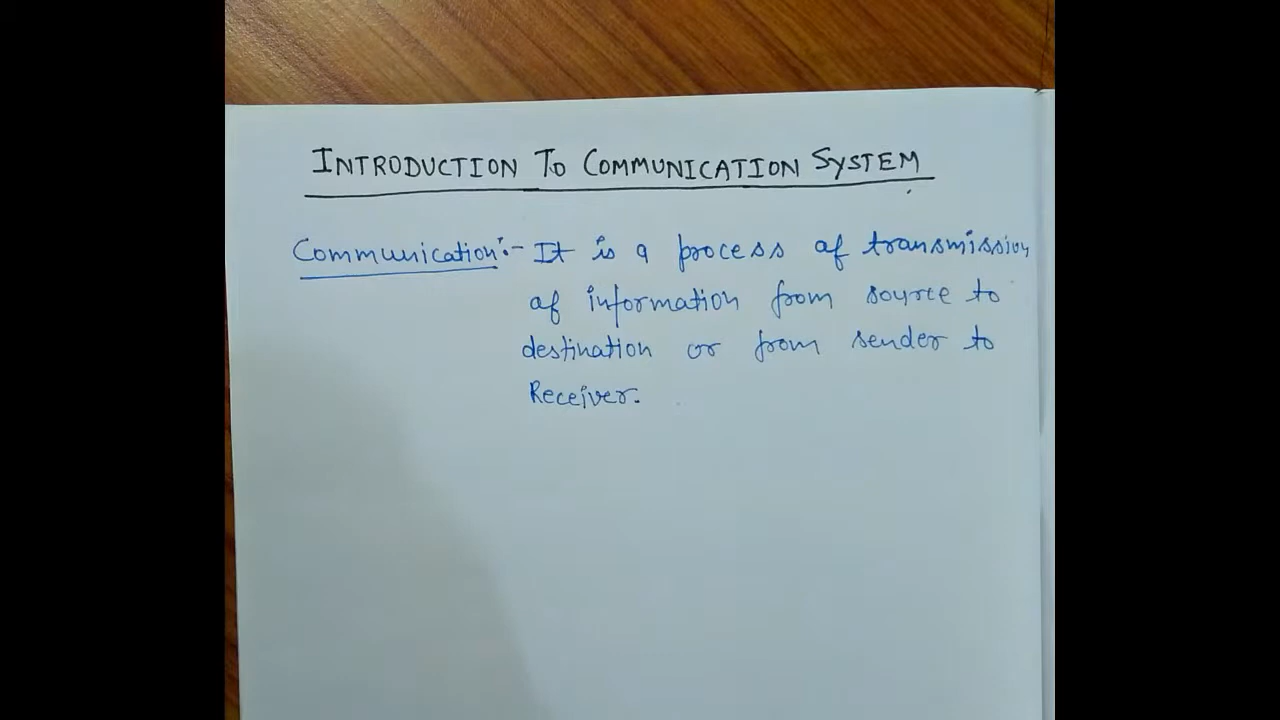 INTRODUCTION TO COMMUNICATION SYSTEM
Communication:- It is a process of transmission
of information from source to
destination or from sender to
Receiver.